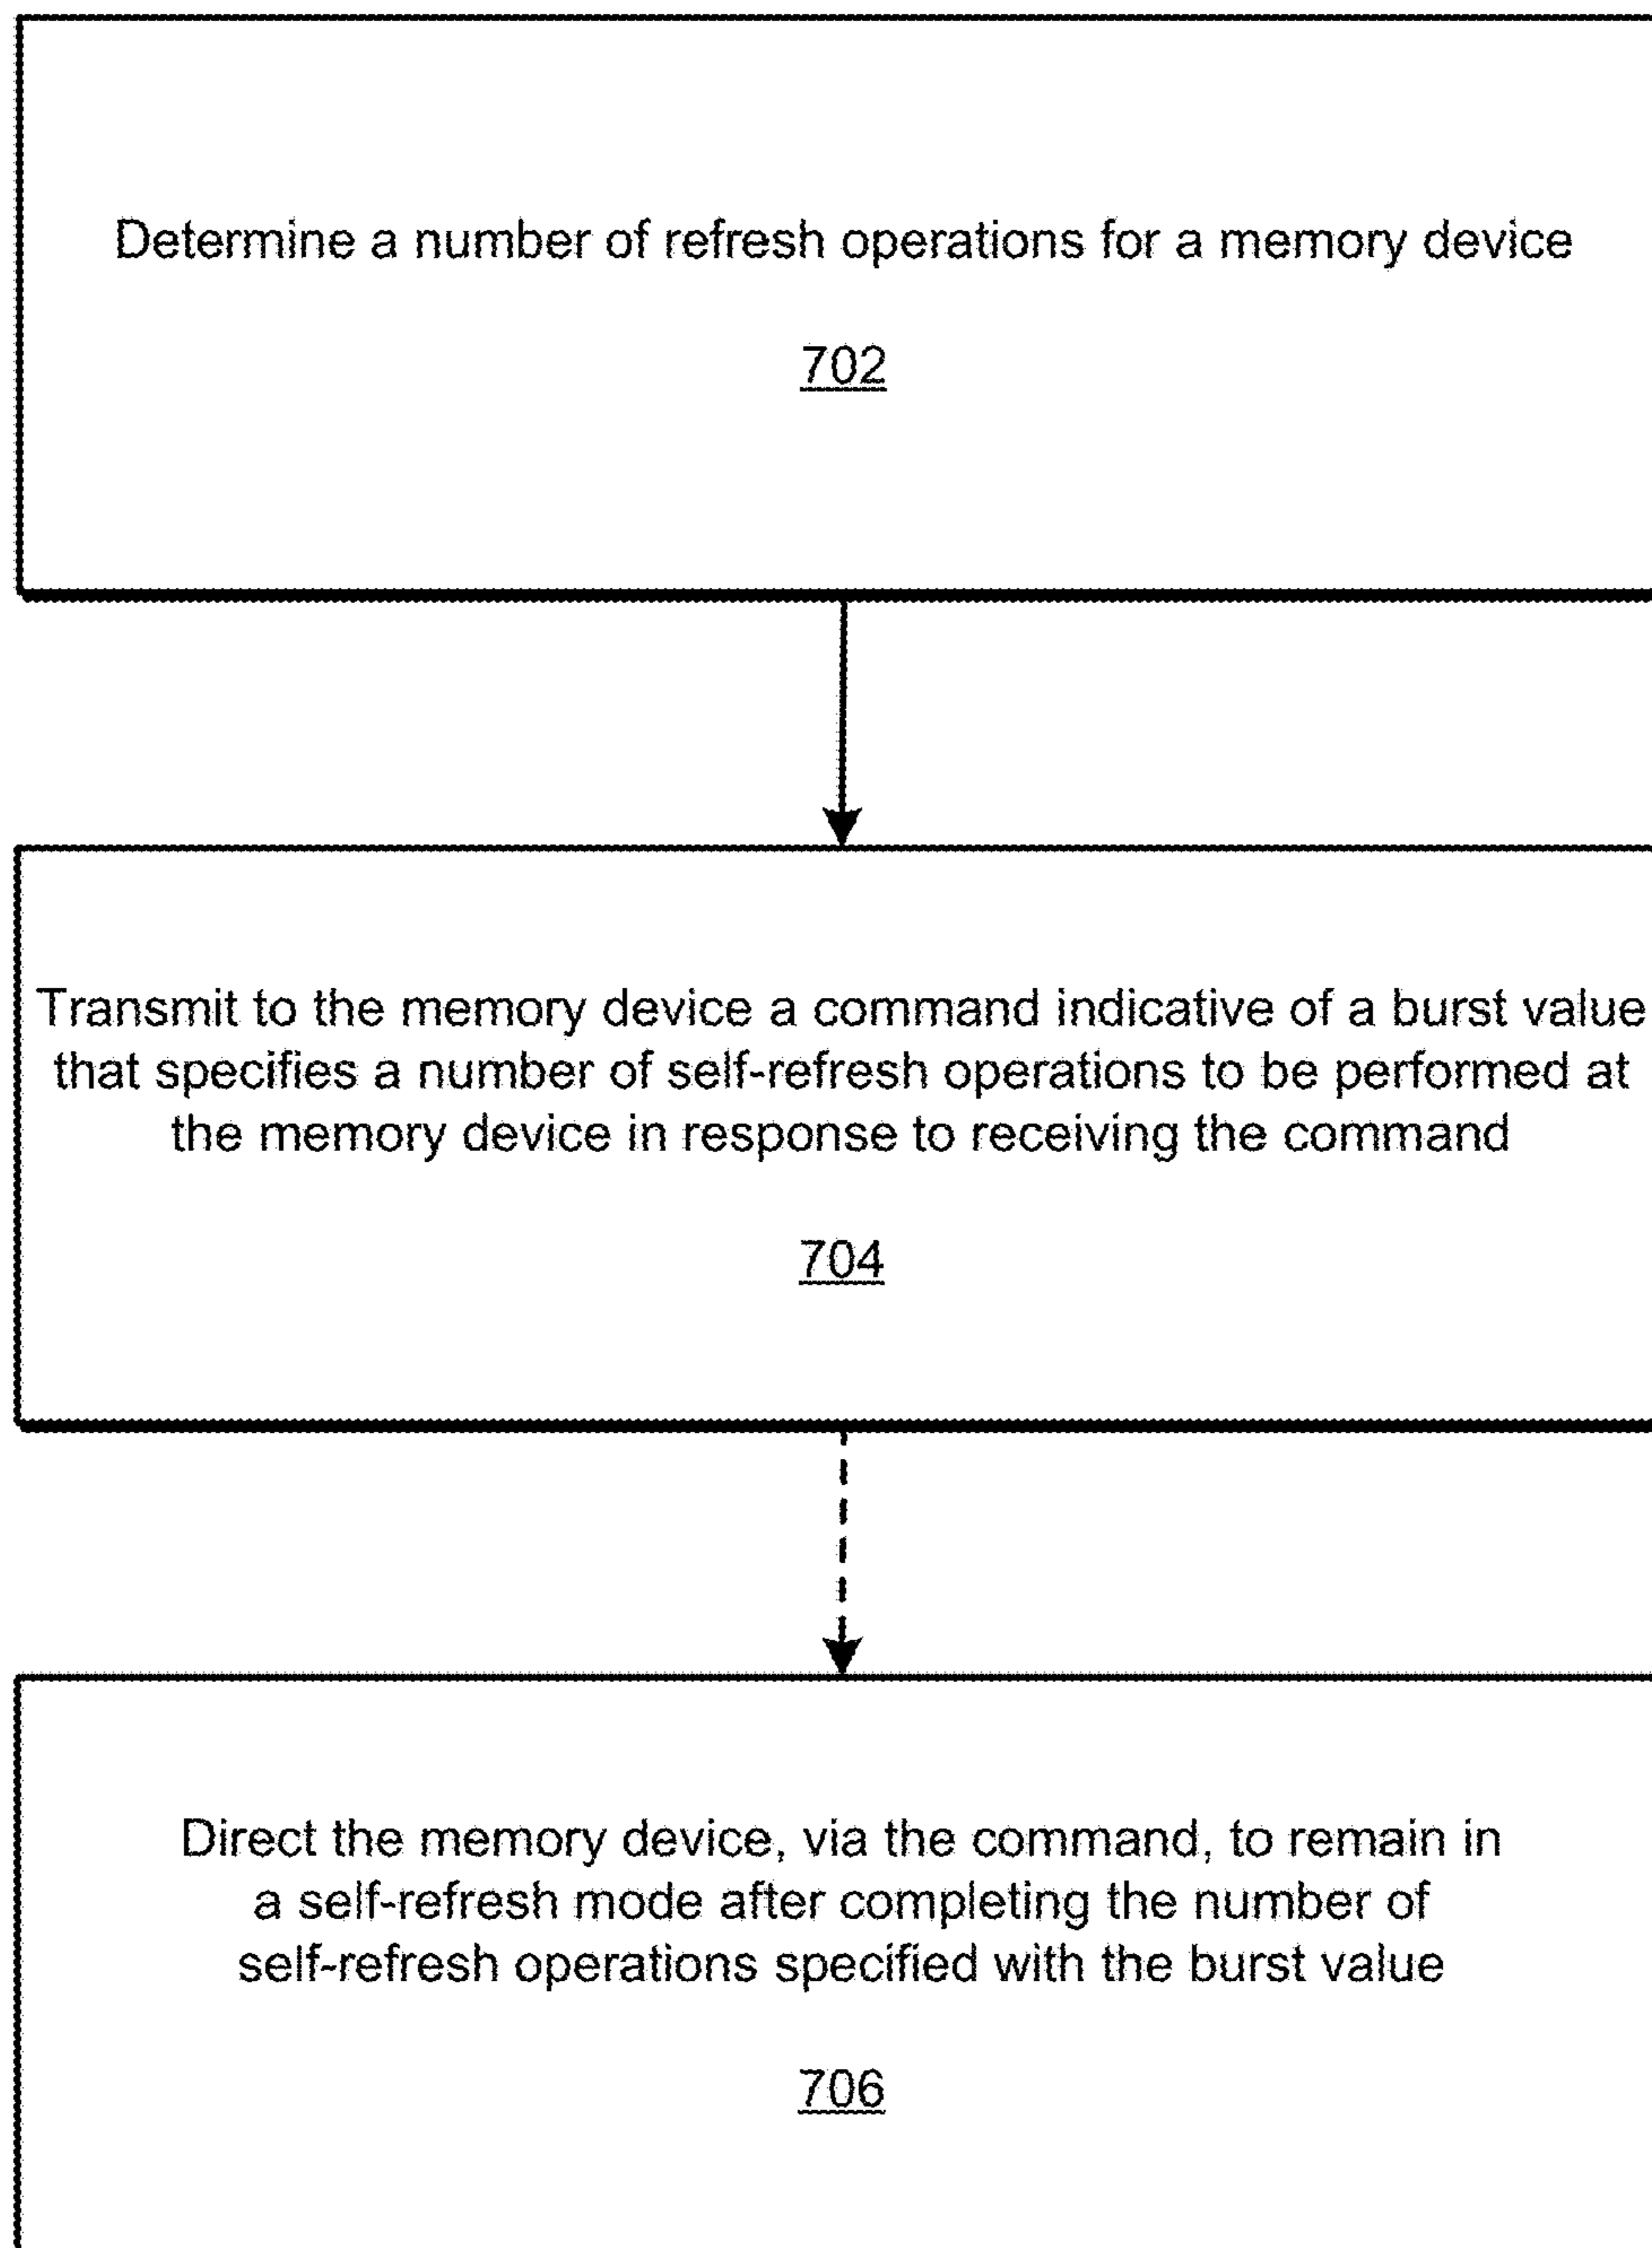 Determine a number of refresh operations for a memory device
702
Transmit to the memory device a command indicative of a burst value
that specifies a number of self-refresh operations to be performed at
the memory device in response to receiving the command
704
Direct the memory device, via the command, to remain in
a self-refresh mode after completing the number of
self-refresh operations specified with the burst value
706